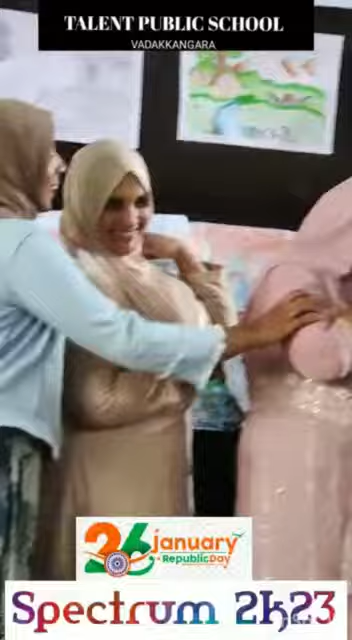 TALENT PUBLIC SCHOOL
VADAKKANGARA
26 january
Republic Day
Spectrum 2k23